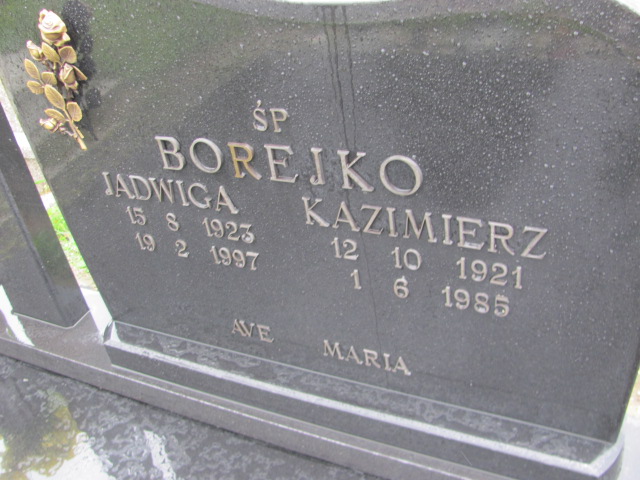 ŚP
BOREJKO
JADWIGA
15 8 1923
19 2 1997
KAZIMIERZ
12 10 1921
1 6 1985
AVE MARIA